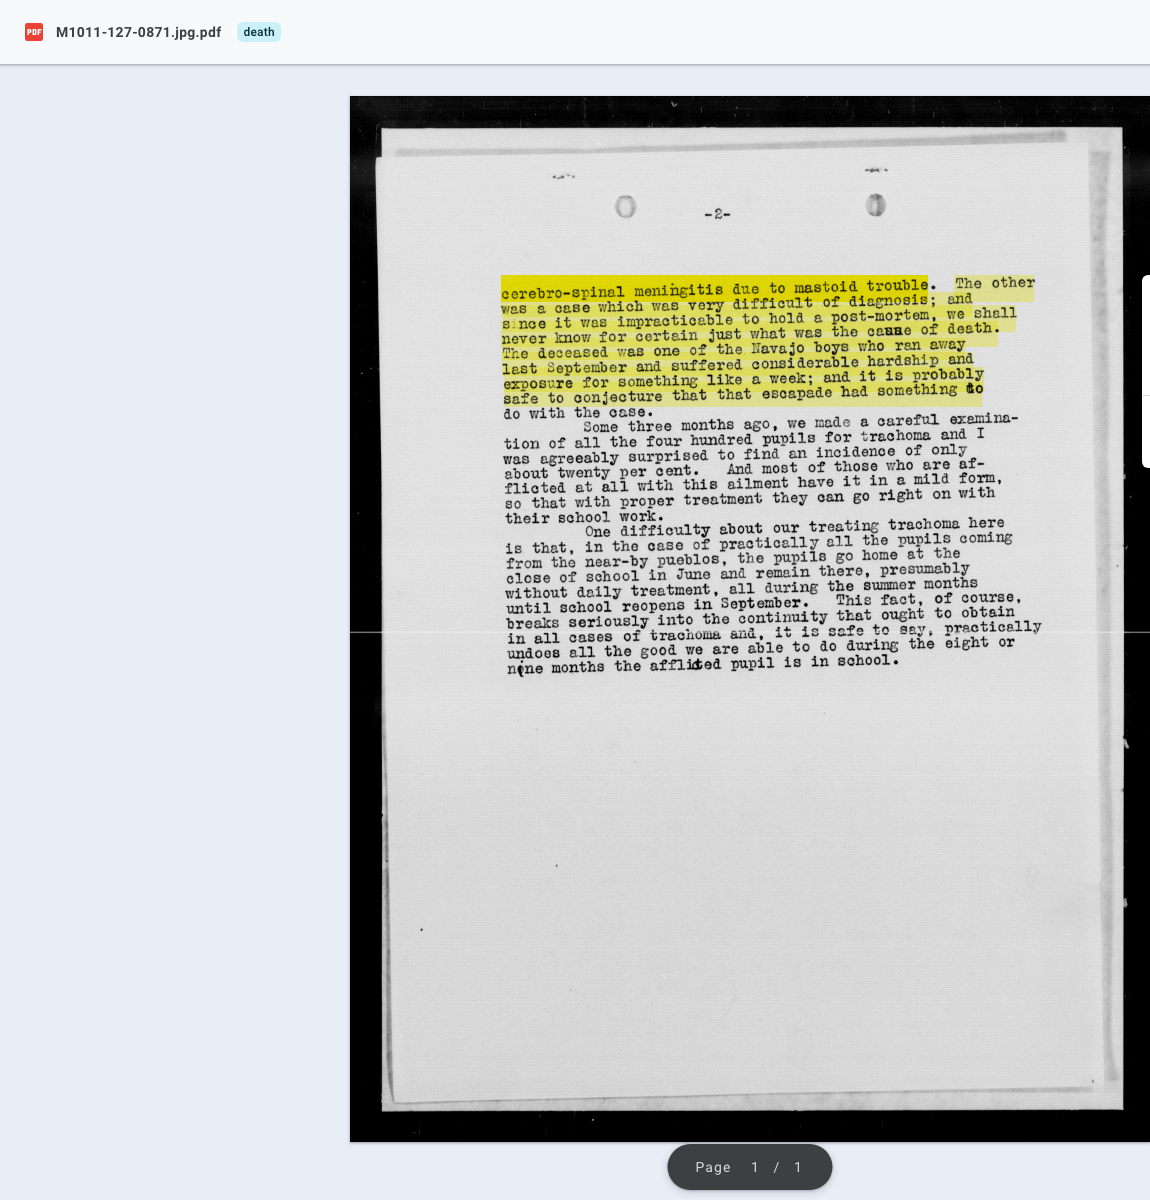 PDF M1011-127-0871.jpg.pdf death
-2-
cerebro-spinal meningitis due to mastoid trouble. The other
was a case which was very difficult of diagnosis; and
since it was impracticable to hold a post-mortem, we shall
never know for certain just what was the cause of death.
The deceased was one of the Navajo boys who ran away
last September and suffered considerable hardship and
exposure for something like a week; and it is probably
safe to conjecture that that escapade had something to
do with the case.
Some three months ago, we made a careful examina-
tion of all the four hundred pupils for trachoma and I
was agreeably surprised to find an incidence of only
about twenty per cent. And most of those who are af-
flicted at all with this ailment have it in a mild form,
so that with proper treatment they can go right on with
their school work.
One difficulty about our treating trachoma here
is that, in the case of practically all the pupils coming
from the near-by pueblos, the pupils go home at the
close of school in June and remain there, presumably
without daily treatment, all during the summer months
until school reopens in September. This fact, of course,
breaks seriously into the continuity that ought to obtain
in all cases of trachoma and, it is safe to say, practically
undoes all the good we are able to do during the eight or
nine months the afflicted pupil is in school.
Page 1 / 1